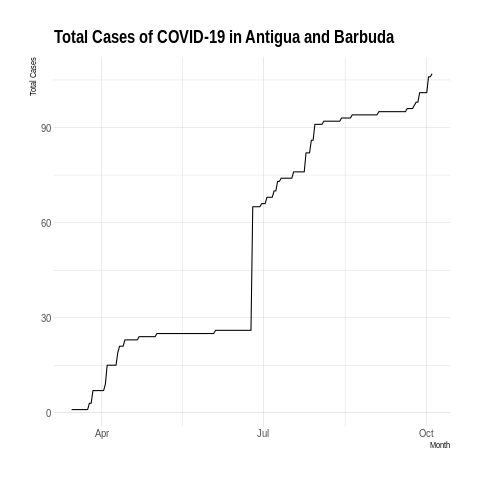 Total Cases of COVID-19 in Antigua and Barbuda
Total Cases
90
60
30
0
Apr
Jul
Oct
Month